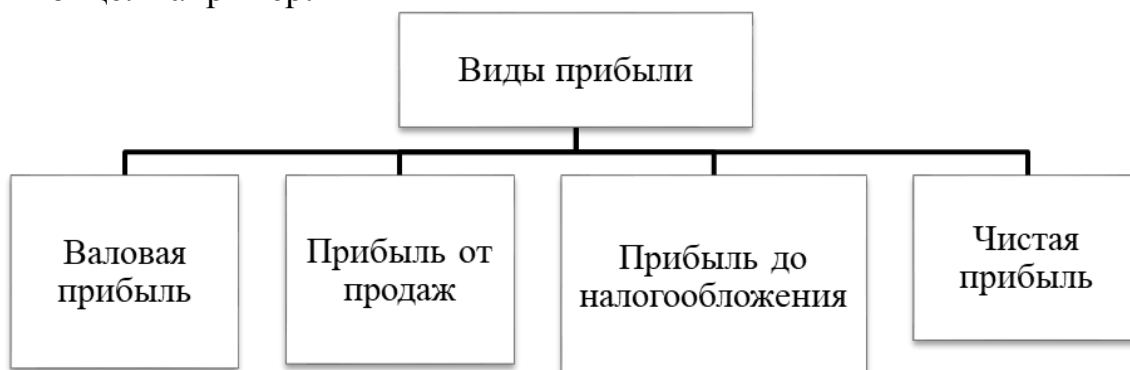 Виды прибыли
Валовая
прибыль
Прибыль от
продаж
Прибыль до
налогообложения
Чистая
прибыль